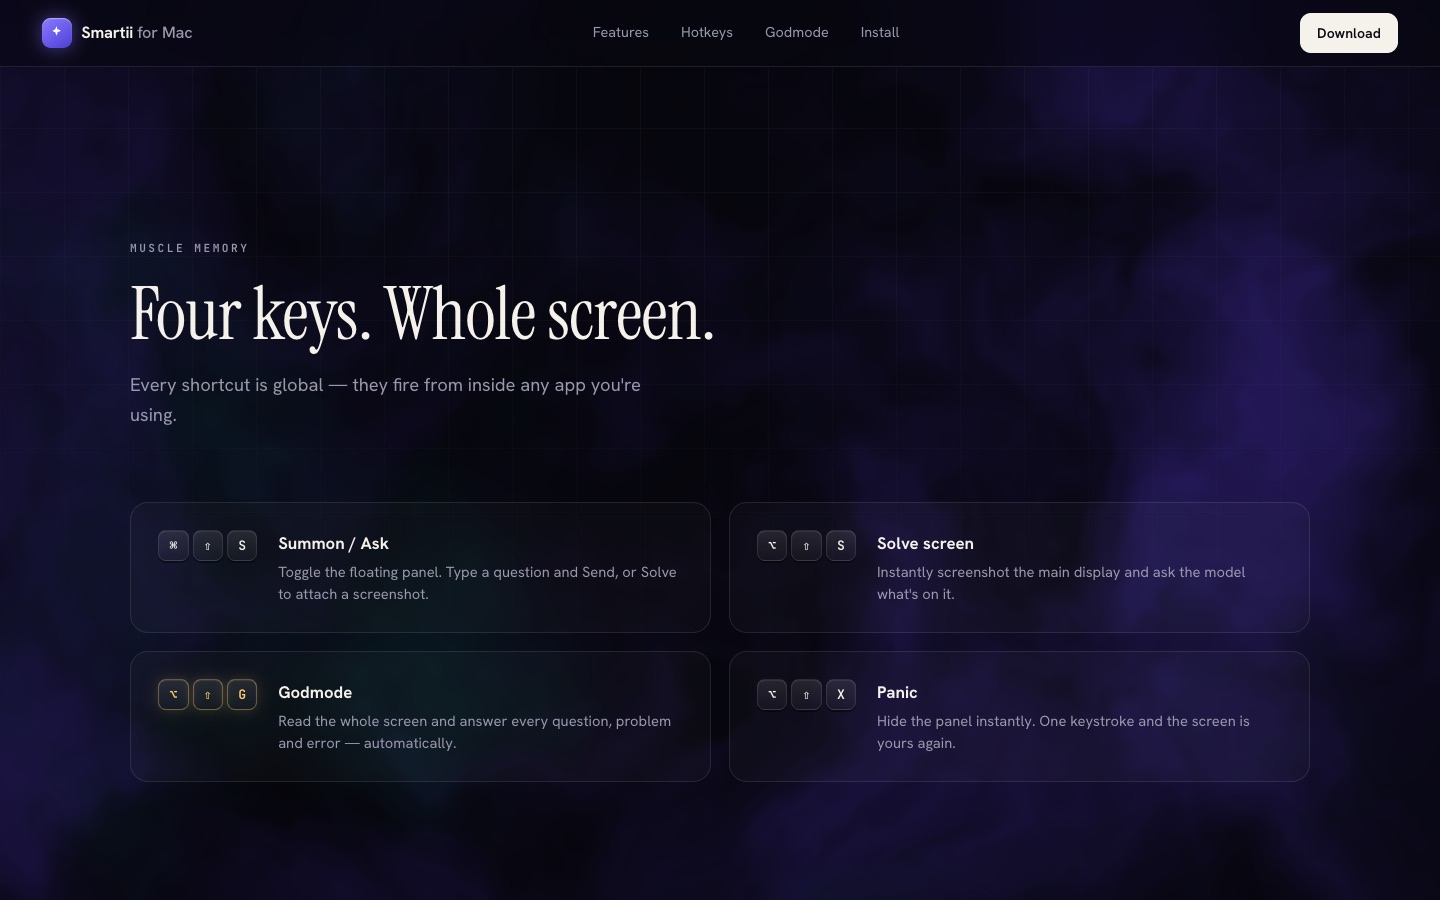 Smartii for Mac
Features
Hotkeys
Godmode
Install
Download
MUSCLE MEMORY
Four keys. Whole screen.
Every shortcut is global — they fire from inside any app you're
using.
⌘ ⇧ S
Summon / Ask
Toggle the floating panel. Type a question and Send, or Solve
to attach a screenshot.
⌥ ⇧ S
Solve screen
Instantly screenshot the main display and ask the model
what's on it.
⌥ ⇧ G
Godmode
Read the whole screen and answer every question, problem
and error — automatically.
⌥ ⇧ X
Panic
Hide the panel instantly. One keystroke and the screen is
yours again.